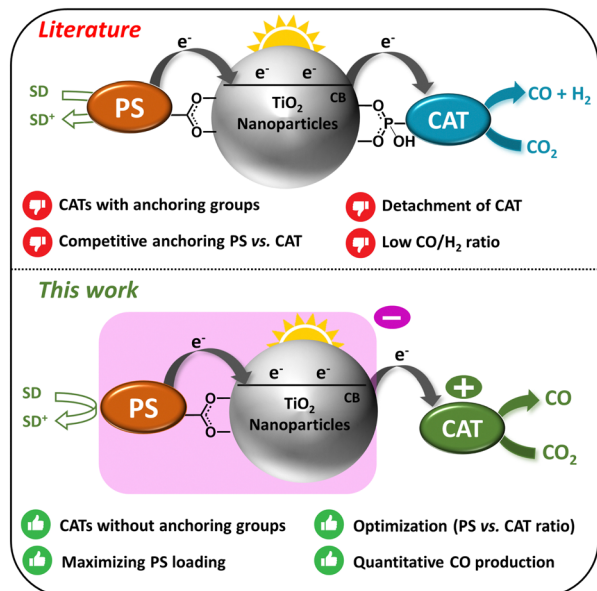 Literature
e-
e- e-
e-
SD
SD+
PS
O
O
TiO2
Nanoparticles
CB
O
O
P
OH
CAT
CO + H2
CO2
CATs with anchoring groups
Detachment of CAT
Competitive anchoring PS vs. CAT
Low CO/H2 ratio
This work
−
e-
e- e-
e-
SD
SD+
PS
O
O
TiO2
Nanoparticles
CB
+
CAT
CO
CO2
CATs without anchoring groups
Optimization (PS vs. CAT ratio)
Maximizing PS loading
Quantitative CO production